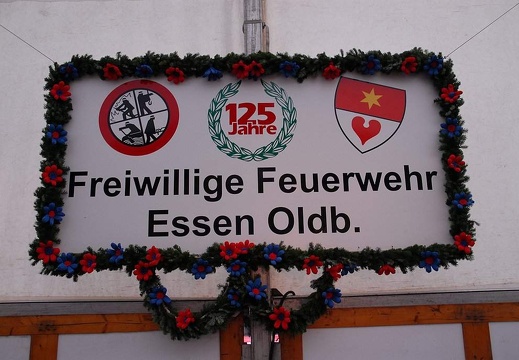 125
Jahre
Freiwillige Feuerwehr
Essen Oldb.